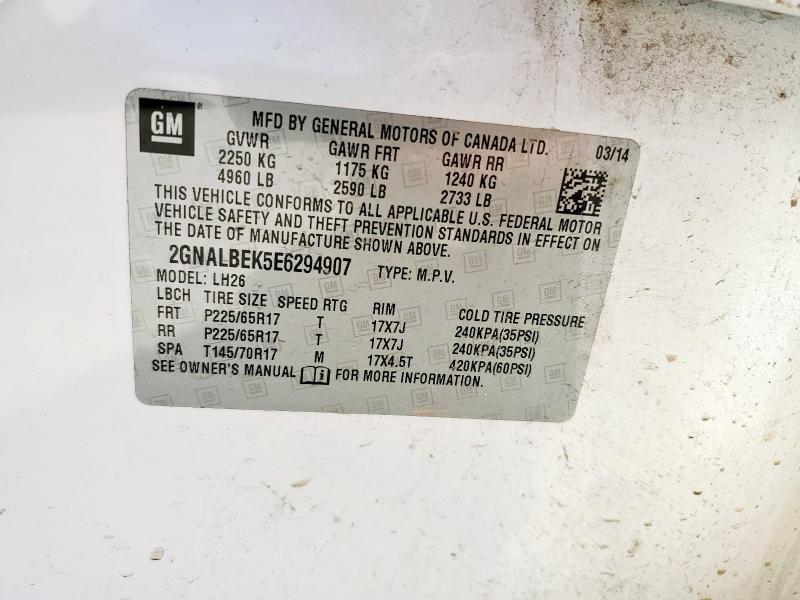 GM ® MFD BY GENERAL MOTORS OF CANADA LTD. 03/14
GVWR GAWR FRT GAWR RR
2250 KG 1175 KG 1240 KG
4960 LB 2590 LB 2733 LB
THIS VEHICLE CONFORMS TO ALL APPLICABLE U.S. FEDERAL MOTOR
VEHICLE SAFETY AND THEFT PREVENTION STANDARDS IN EFFECT ON
THE DATE OF MANUFACTURE SHOWN ABOVE.
2GNALBEK5E6294907 TYPE: M.P.V.
MODEL: LH26
LBCH TIRE SIZE SPEED RTG RIM COLD TIRE PRESSURE
FRT P225/65R17 T 17X7J 240KPA(35PSI)
RR P225/65R17 T 17X7J 240KPA(35PSI)
SPA T145/70R17 M 17X4.5T 420KPA(60PSI)
SEE OWNER'S MANUAL FOR MORE INFORMATION.